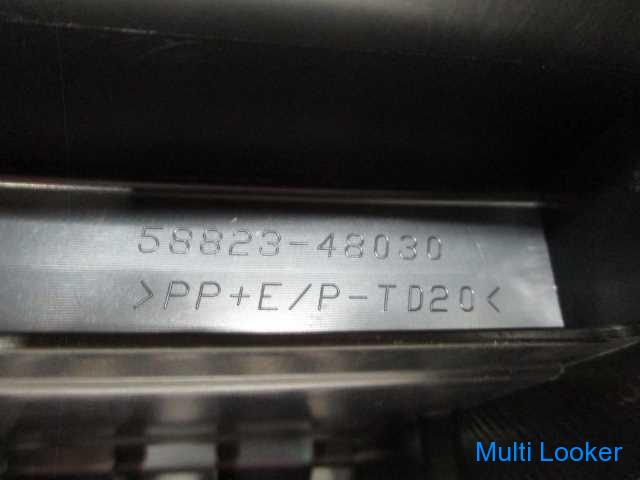 58823-48030
>PP+E/P-TD20<
Multi Looker